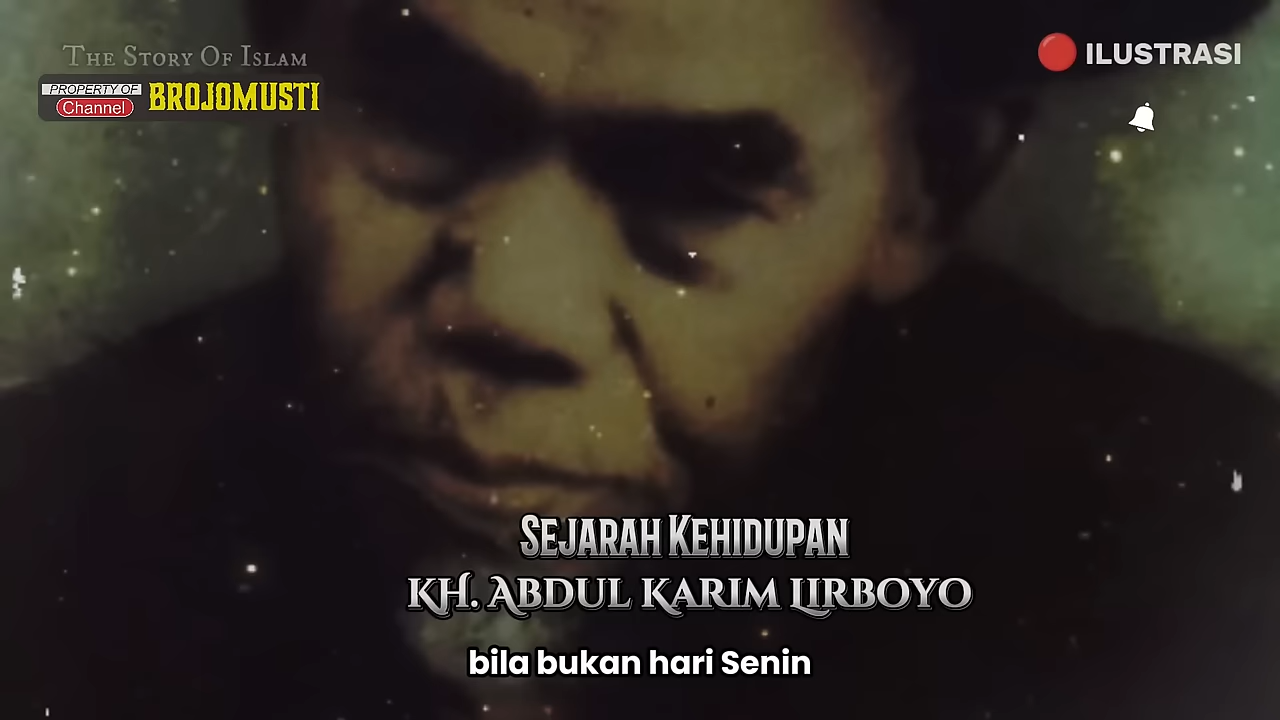 The Story Of Islam
PROPERTY OF
Channel
BROJOMUSTI
ILUSTRASI
Sejarah Kehidupan
KH. Abdul Karim Lirboyo
bila bukan hari Senin